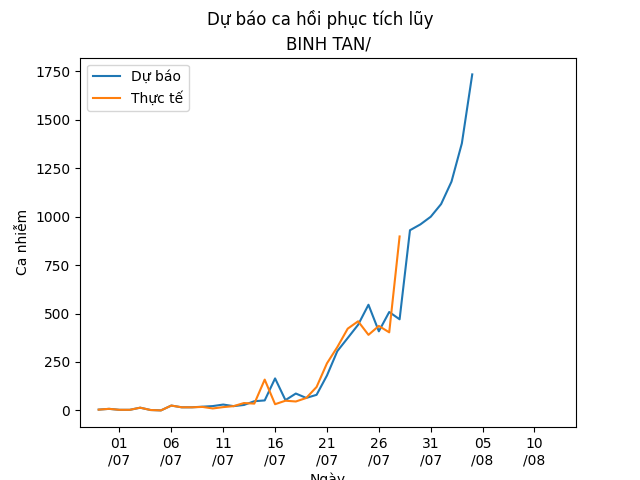 Dự báo ca hồi phục tích lũy
BINH TAN/
Dự báo
Thực tế
Ca nhiễm
1750
1500
1250
1000
750
500
250
0
01 06 11 16 21 26 31 05 10
/07 /07 /07 /07 /07 /07 /07 /08 /08
Ngày